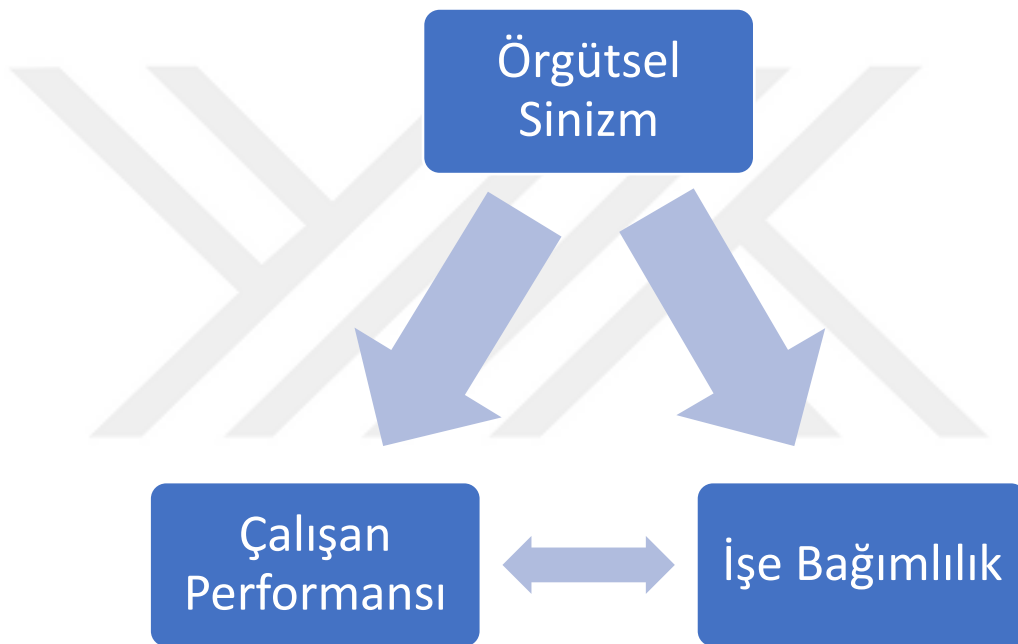 Örgütsel
Sinizm
Çalışan
Performansı
İşe Bağımlılık